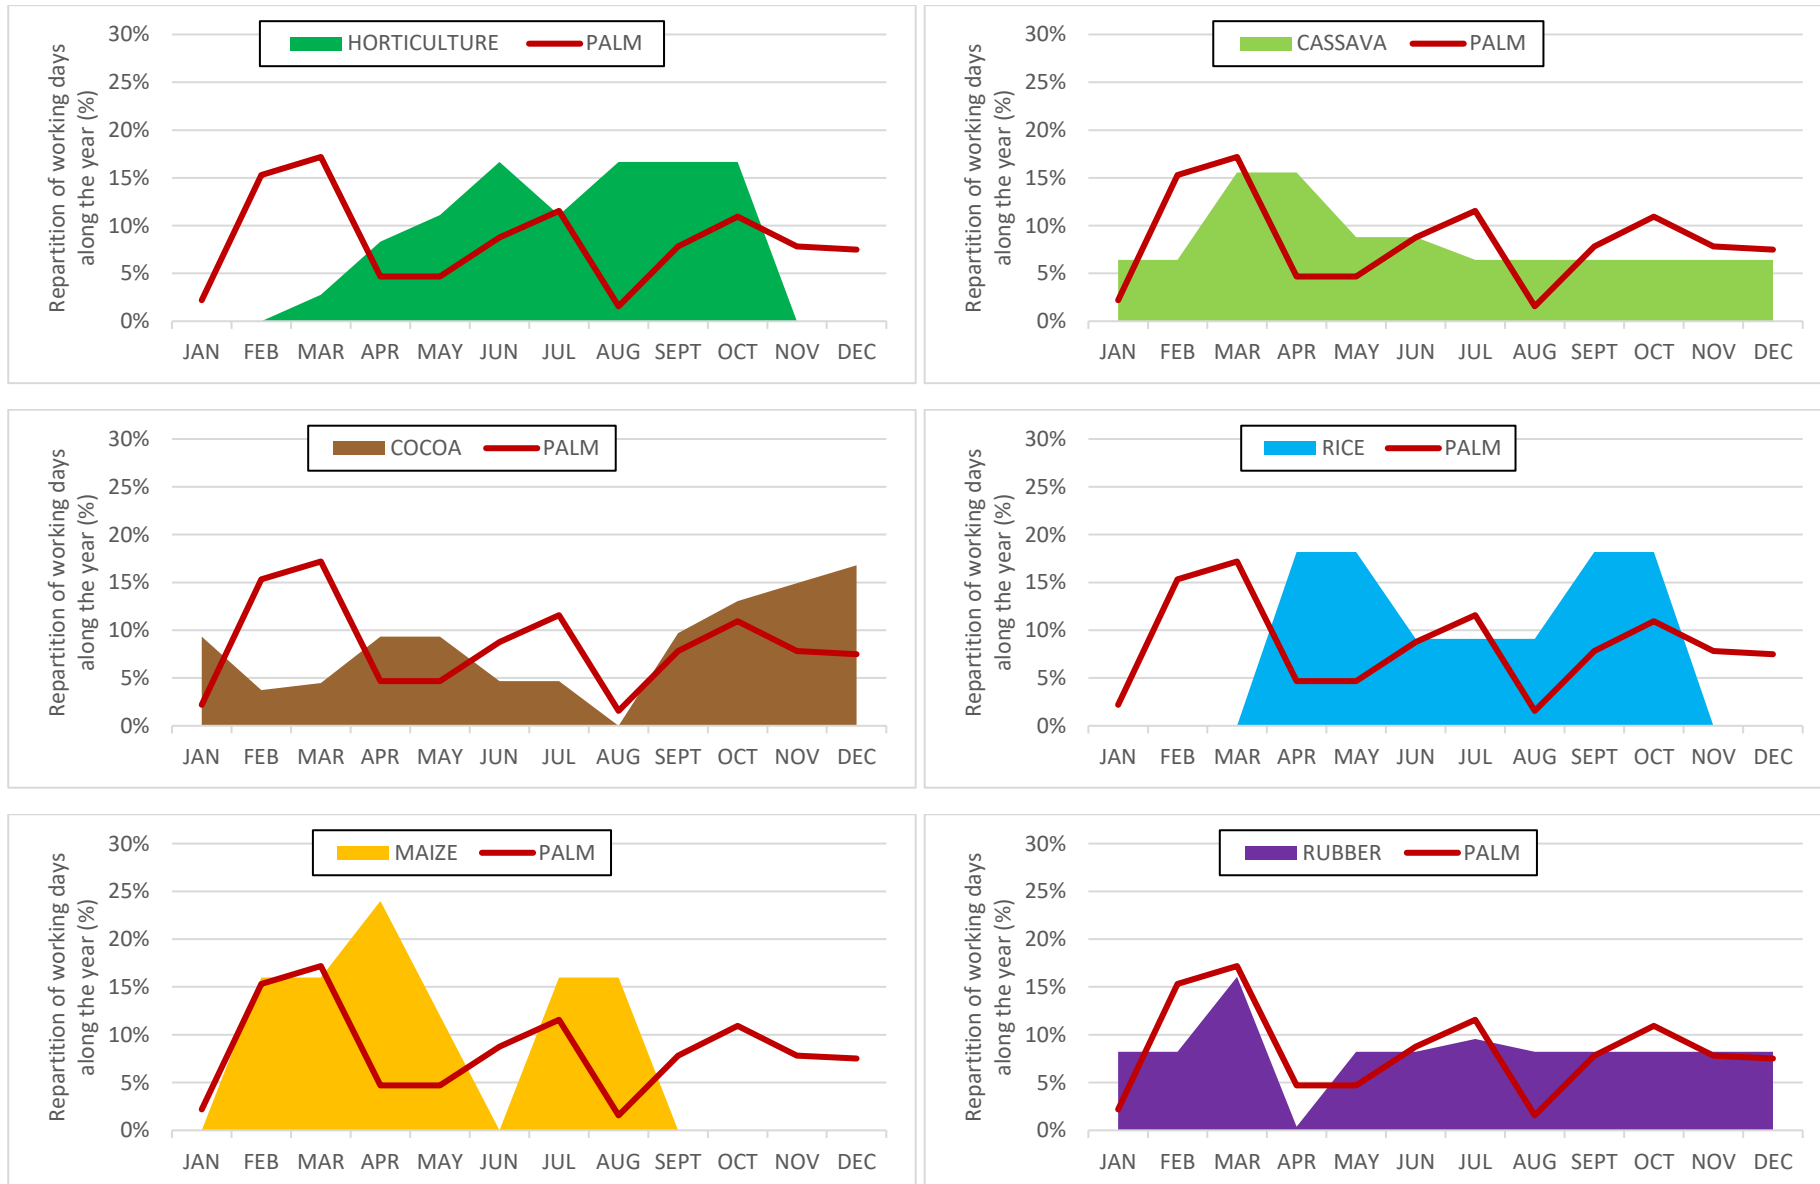 HORTICULTURE PALM
Repartition of working days
along the year (%)
30%
25%
20%
15%
10%
5%
0%
JAN FEB MAR APR MAY JUN JUL AUG SEPT OCT NOV DEC
CASSAVA PALM
Repartition of working days
along the year (%)
30%
25%
20%
15%
10%
5%
0%
JAN FEB MAR APR MAY JUN JUL AUG SEPT OCT NOV DEC
COCOA PALM
Repartition of working days
along the year (%)
30%
25%
20%
15%
10%
5%
0%
JAN FEB MAR APR MAY JUN JUL AUG SEPT OCT NOV DEC
RICE PALM
Repartition of working days
along the year (%)
30%
25%
20%
15%
10%
5%
0%
JAN FEB MAR APR MAY JUN JUL AUG SEPT OCT NOV DEC
MAIZE PALM
Repartition of working days
along the year (%)
30%
25%
20%
15%
10%
5%
0%
JAN FEB MAR APR MAY JUN JUL AUG SEPT OCT NOV DEC
RUBBER PALM
Repartition of working days
along the year (%)
30%
25%
20%
15%
10%
5%
0%
JAN FEB MAR APR MAY JUN JUL AUG SEPT OCT NOV DEC